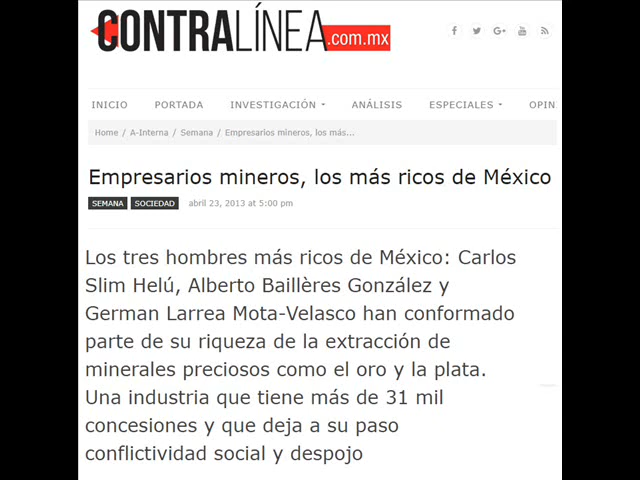 CONTRALÍNEA.com.mx
INICIO PORTADA INVESTIGACIÓN ANÁLISIS ESPECIALES OPIN
Home / A-Interna / Semana / Empresarios mineros, los más...
Empresarios mineros, los más ricos de México
SEMANA SOCIEDAD abril 23, 2013 at 5:00 pm
Los tres hombres más ricos de México: Carlos
Slim Helú, Alberto Baillères González y
German Larrea Mota-Velasco han conformado
parte de su riqueza de la extracción de
minerales preciosos como el oro y la plata.
Una industria que tiene más de 31 mil
concesiones y que deja a su paso
conflictividad social y despojo